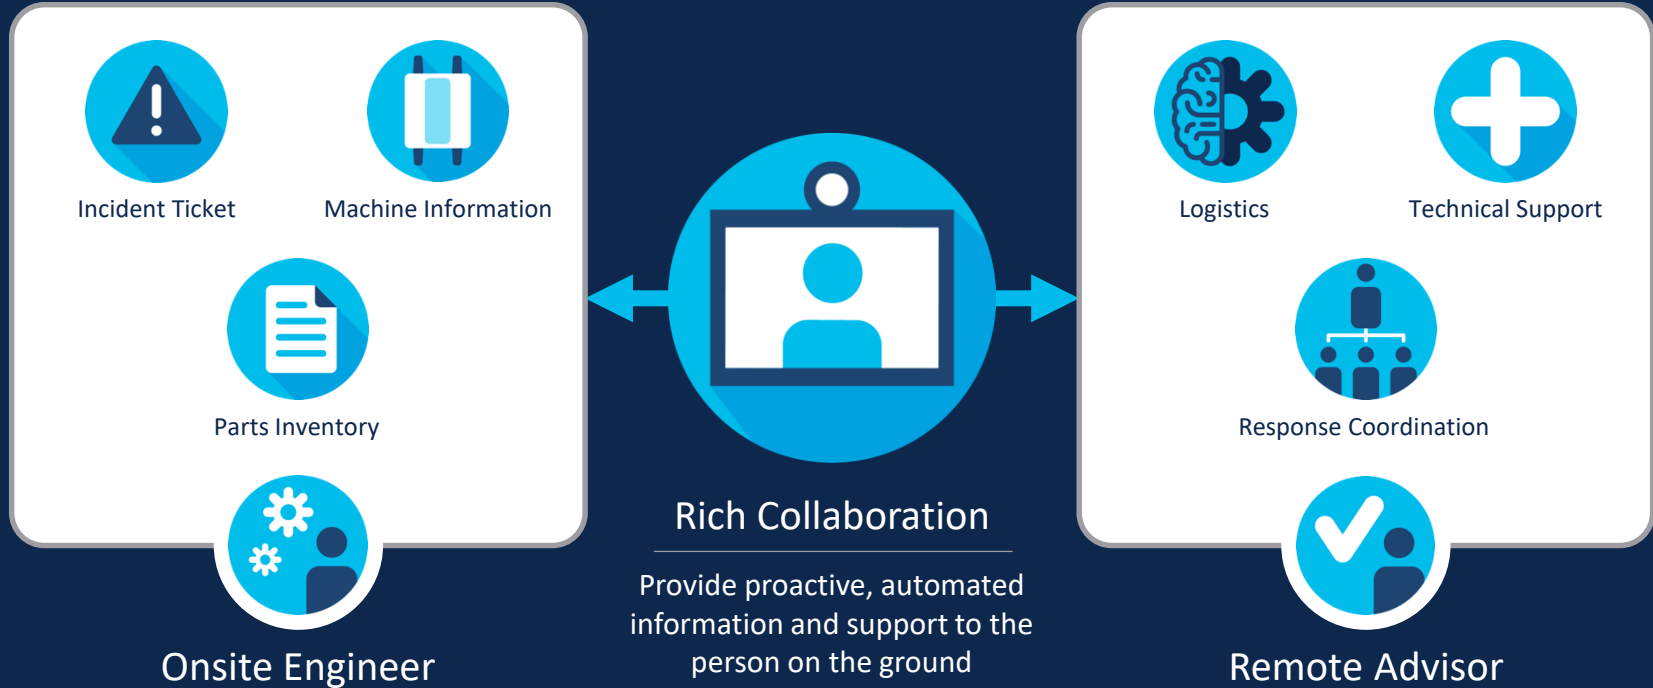 Incident Ticket
Machine Information
Parts Inventory
Onsite Engineer
Rich Collaboration
Provide proactive, automated
information and support to the
person on the ground
Logistics
Technical Support
Response Coordination
Remote Advisor